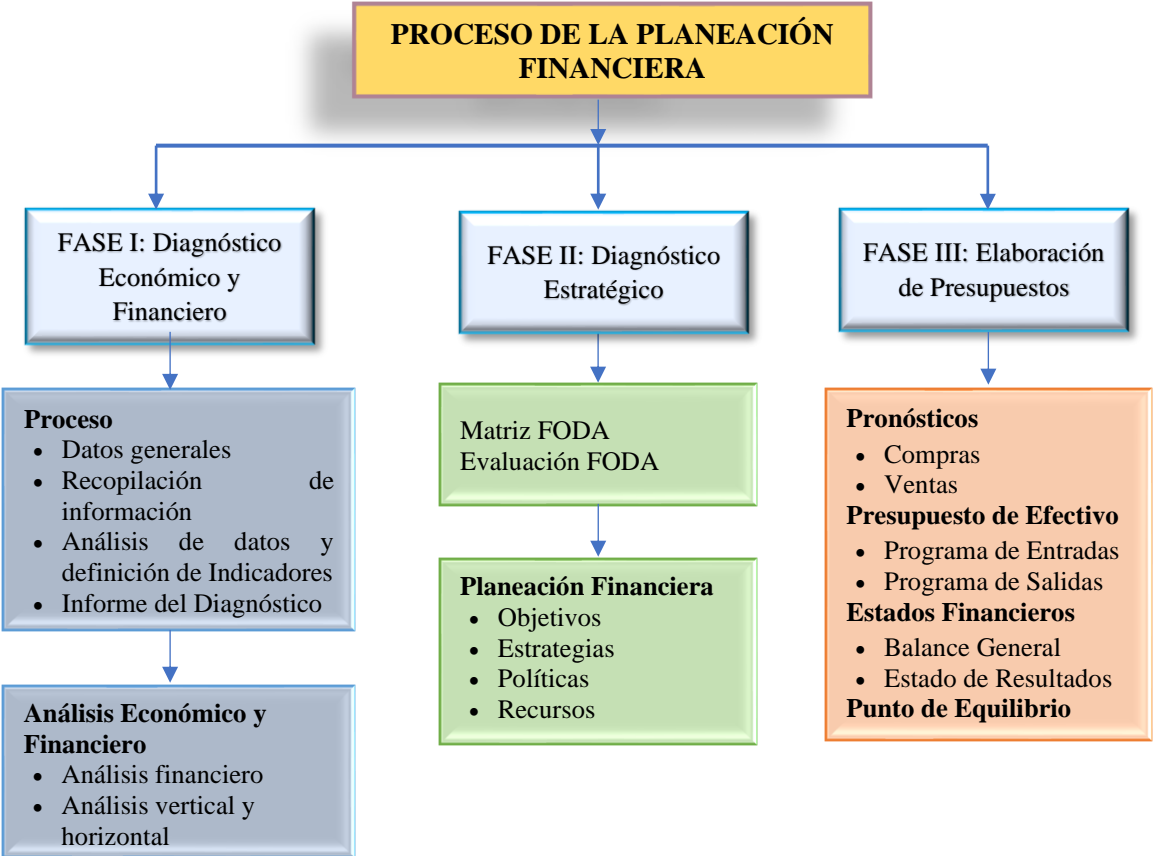 PROCESO DE LA PLANEACIÓN
FINANCIERA
FASE I: Diagnóstico
Económico y
Financiero
Proceso
• Datos generales
• Recopilación de
información
• Análisis de datos y
definición de Indicadores
• Informe del Diagnóstico
Análisis Económico y
Financiero
• Análisis financiero
• Análisis vertical y
horizontal
FASE II: Diagnóstico
Estratégico
Matriz FODA
Evaluación FODA
Planeación Financiera
• Objetivos
• Estrategias
• Políticas
• Recursos
FASE III: Elaboración
de Presupuestos
Pronósticos
• Compras
• Ventas
Presupuesto de Efectivo
• Programa de Entradas
• Programa de Salidas
Estados Financieros
• Balance General
• Estado de Resultados
Punto de Equilibrio